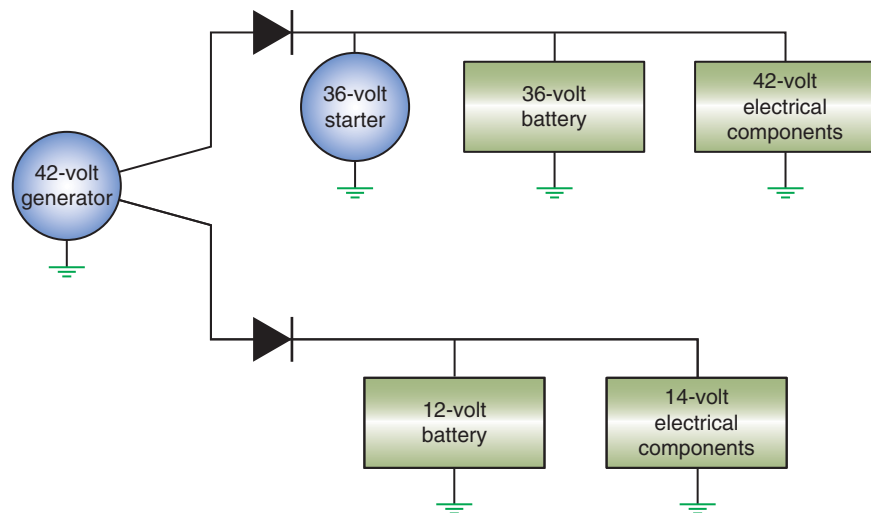 36-volt
starter
36-volt
battery
42-volt
electrical
components
42-volt
generator
12-volt
battery
14-volt
electrical
components